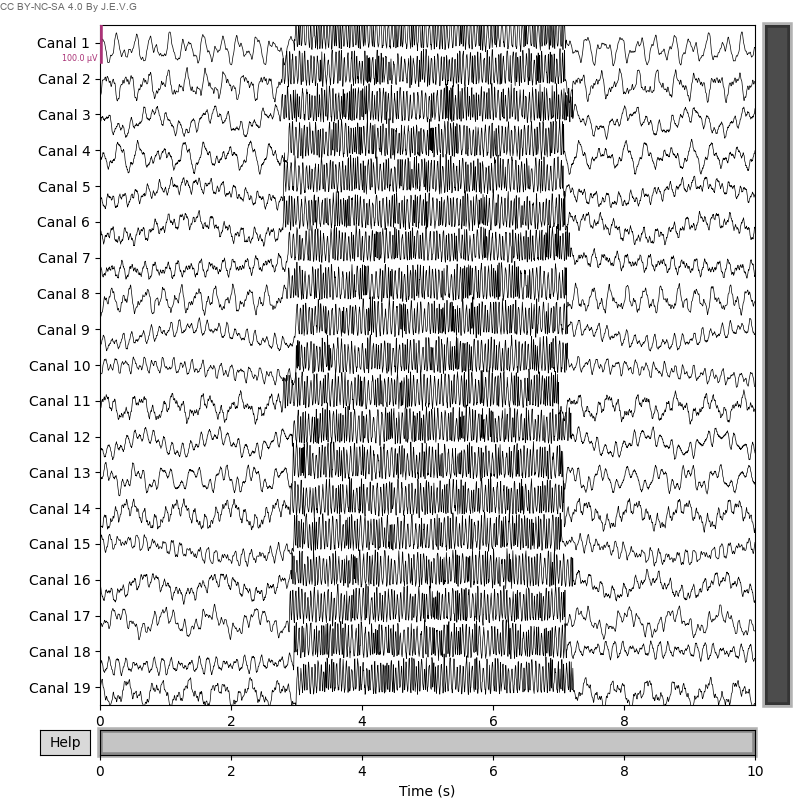 CC BY-NC-SA 4.0 By J.E.V.G
Canal 1
100.0 µV
Canal 2
Canal 3
Canal 4
Canal 5
Canal 6
Canal 7
Canal 8
Canal 9
Canal 10
Canal 11
Canal 12
Canal 13
Canal 14
Canal 15
Canal 16
Canal 17
Canal 18
Canal 19
0 2 4 6 8
Help
0 2 4 6 8 10
Time (s)